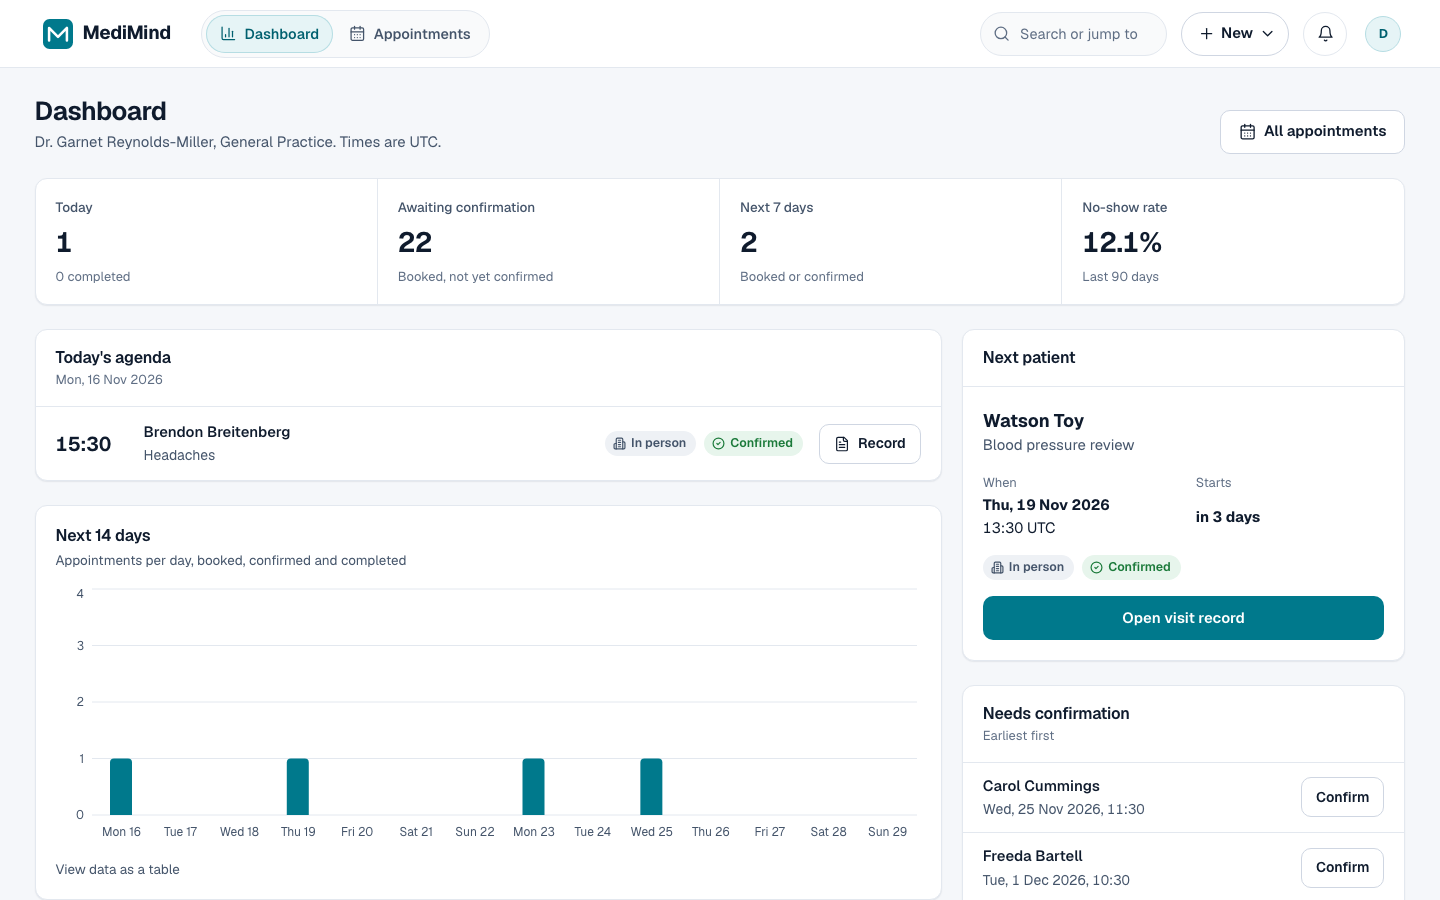 MediMind
Dashboard
Appointments
Search or jump to
New
D
Dashboard
Dr. Garnet Reynolds-Miller, General Practice. Times are UTC.
All appointments
Today
1
0 completed
Awaiting confirmation
22
Booked, not yet confirmed
Next 7 days
2
Booked or confirmed
No-show rate
12.1%
Last 90 days
Today's agenda
Mon, 16 Nov 2026
15:30
Brendon Breitenberg
Headaches
In person
Confirmed
Record
Next 14 days
Appointments per day, booked, confirmed and completed
4
3
2
1
0
Mon 16
Tue 17
Wed 18
Thu 19
Fri 20
Sat 21
Sun 22
Mon 23
Tue 24
Wed 25
Thu 26
Fri 27
Sat 28
Sun 29
View data as a table
Next patient
Watson Toy
Blood pressure review
When
Thu, 19 Nov 2026
13:30 UTC
Starts
in 3 days
In person
Confirmed
Open visit record
Needs confirmation
Earliest first
Carol Cummings
Wed, 25 Nov 2026, 11:30
Confirm
Freeda Bartell
Tue, 1 Dec 2026, 10:30
Confirm